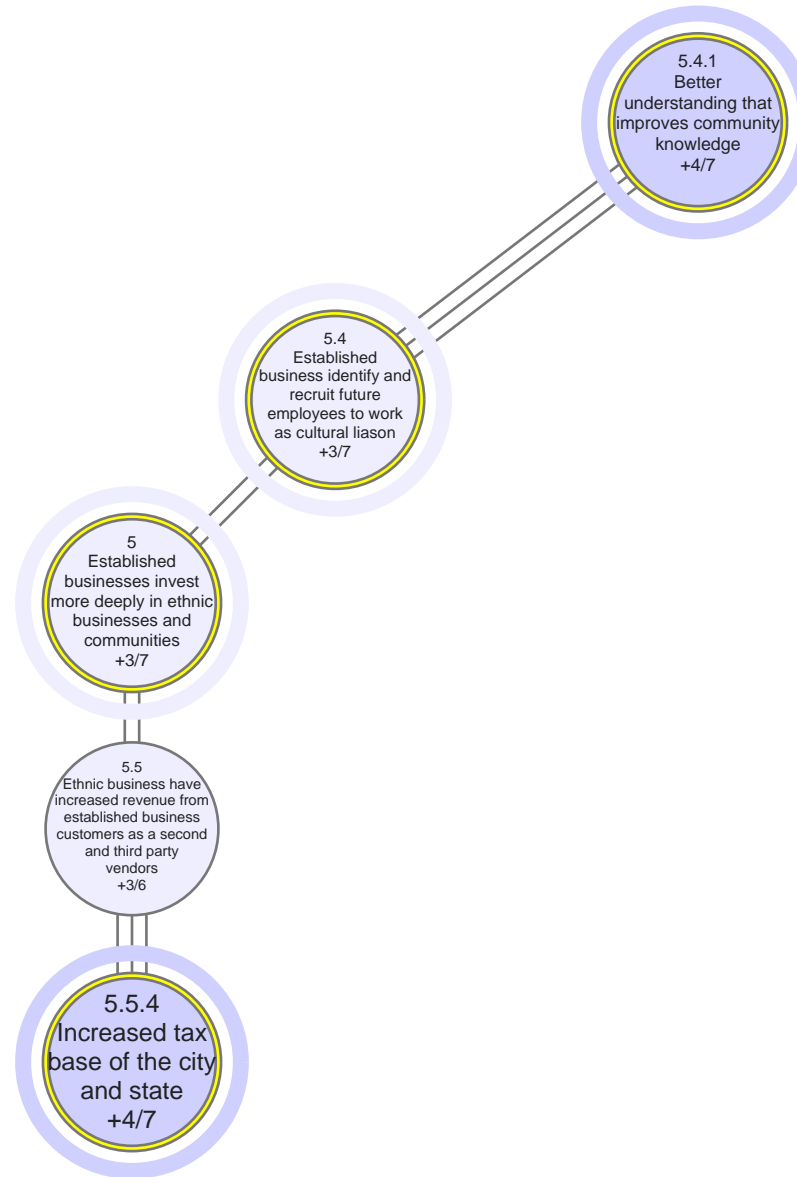 5.4.1
Better
understanding that
improves community
knowledge
+4/7
5.4
Established
business identify and
recruit future
employees to work
as cultural liason
+3/7
5
Established
businesses invest
more deeply in ethnic
businesses and
communities
+3/7
5.5
Ethnic business have
increased revenue from
established business
customers as a second
and third party
vendors
+3/6
5.5.4
Increased tax
base of the city
and state
+4/7